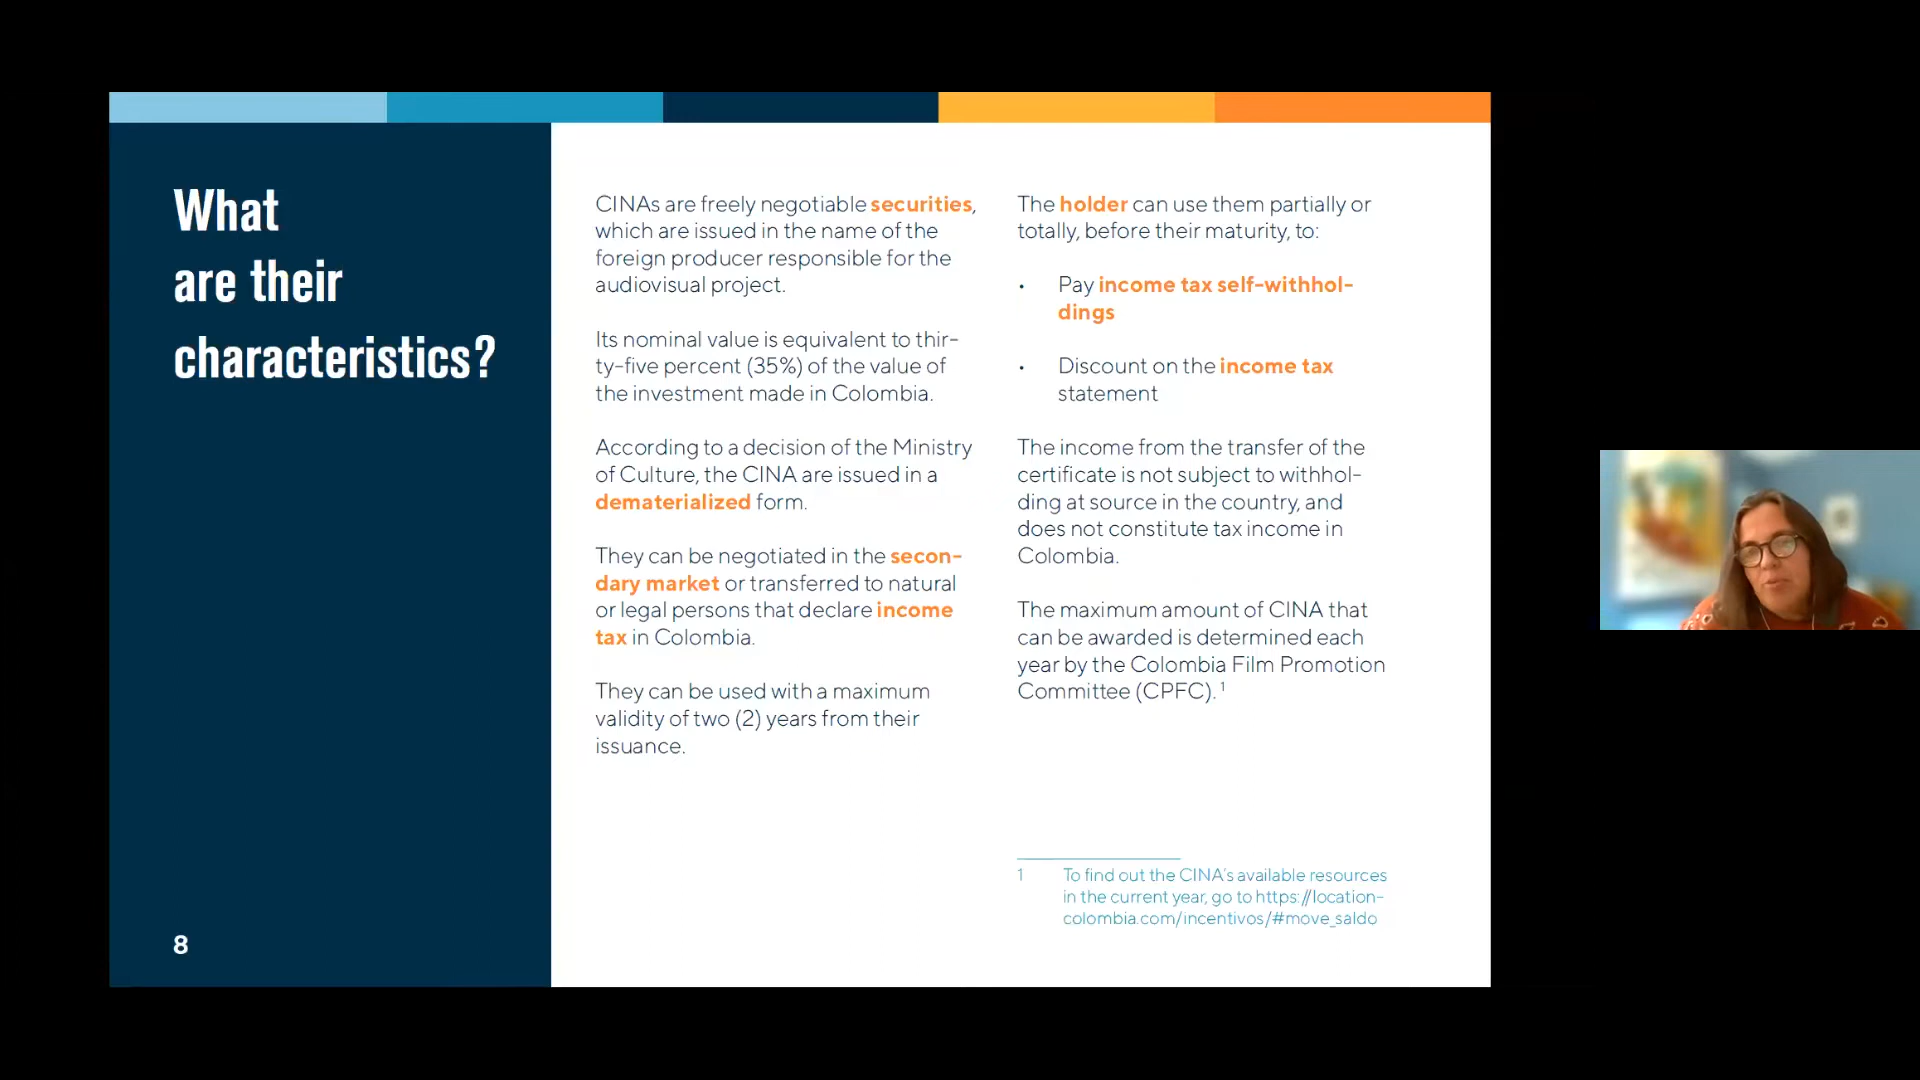 What
are their
characteristics?
8
CINAs are freely negotiable securities,
which are issued in the name of the
foreign producer responsible for the
audiovisual project.
Its nominal value is equivalent to thir-
ty-five percent (35%) of the value of
the investment made in Colombia.
According to a decision of the Ministry
of Culture, the CINA are issued in a
dematerialized form.
They can be negotiated in the secon-
dary market or transferred to natural
or legal persons that declare income
tax in Colombia.
They can be used with a maximum
validity of two (2) years from their
issuance.
The holder can use them partially or
totally, before their maturity, to:
• Pay income tax self-withhol-
dings
• Discount on the income tax
statement
The income from the transfer of the
certificate is not subject to withhol-
ding at source in the country, and
does not constitute tax income in
Colombia.
The maximum amount of CINA that
can be awarded is determined each
year by the Colombia Film Promotion
Committee (CPFC). 1
1 To find out the CINA's available resources
in the current year, go to https://location-
colombia.com/incentivos/#move_saldo